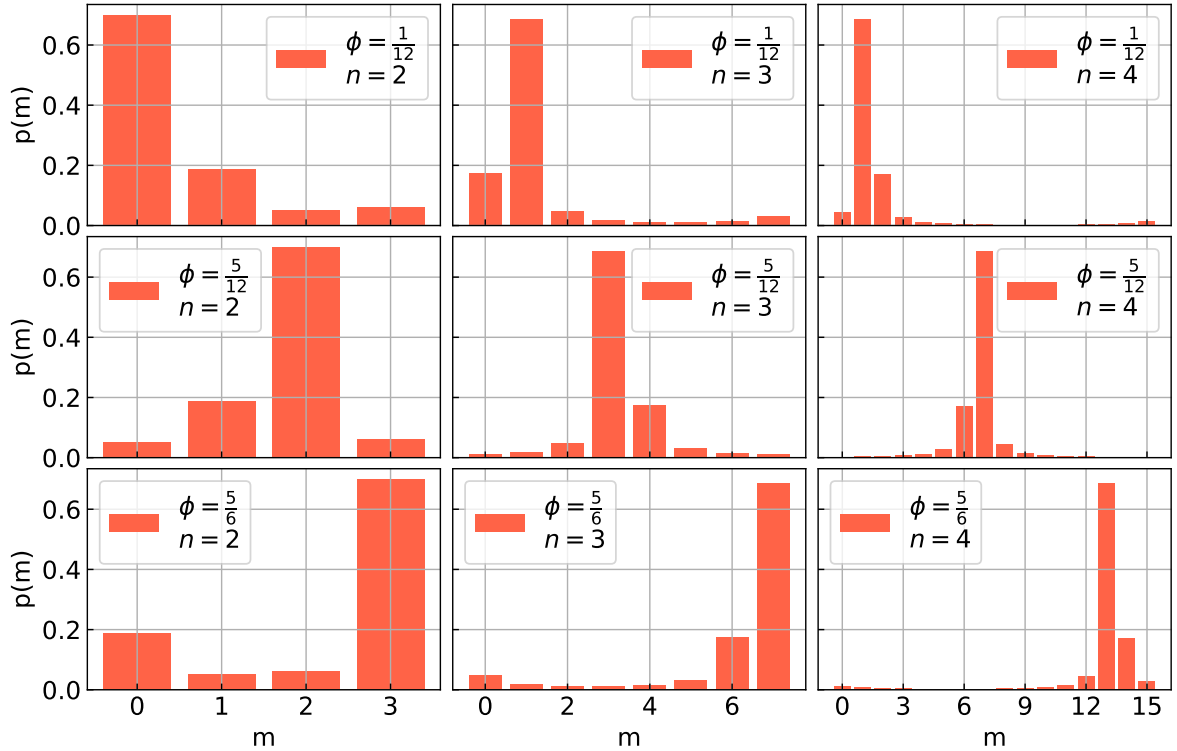 p(m)
0.6
0.4
0.2
0.0
ϕ = 1/12
n = 2
ϕ = 1/12
n = 3
ϕ = 1/12
n = 4
p(m)
0.6
0.4
0.2
0.0
ϕ = 5/12
n = 2
ϕ = 5/12
n = 3
ϕ = 5/12
n = 4
p(m)
0.6
0.4
0.2
0.0
ϕ = 5/6
n = 2
ϕ = 5/6
n = 3
ϕ = 5/6
n = 4
0 1 2 3
0 2 4 6
0 3 6 9 12 15
m
m
m